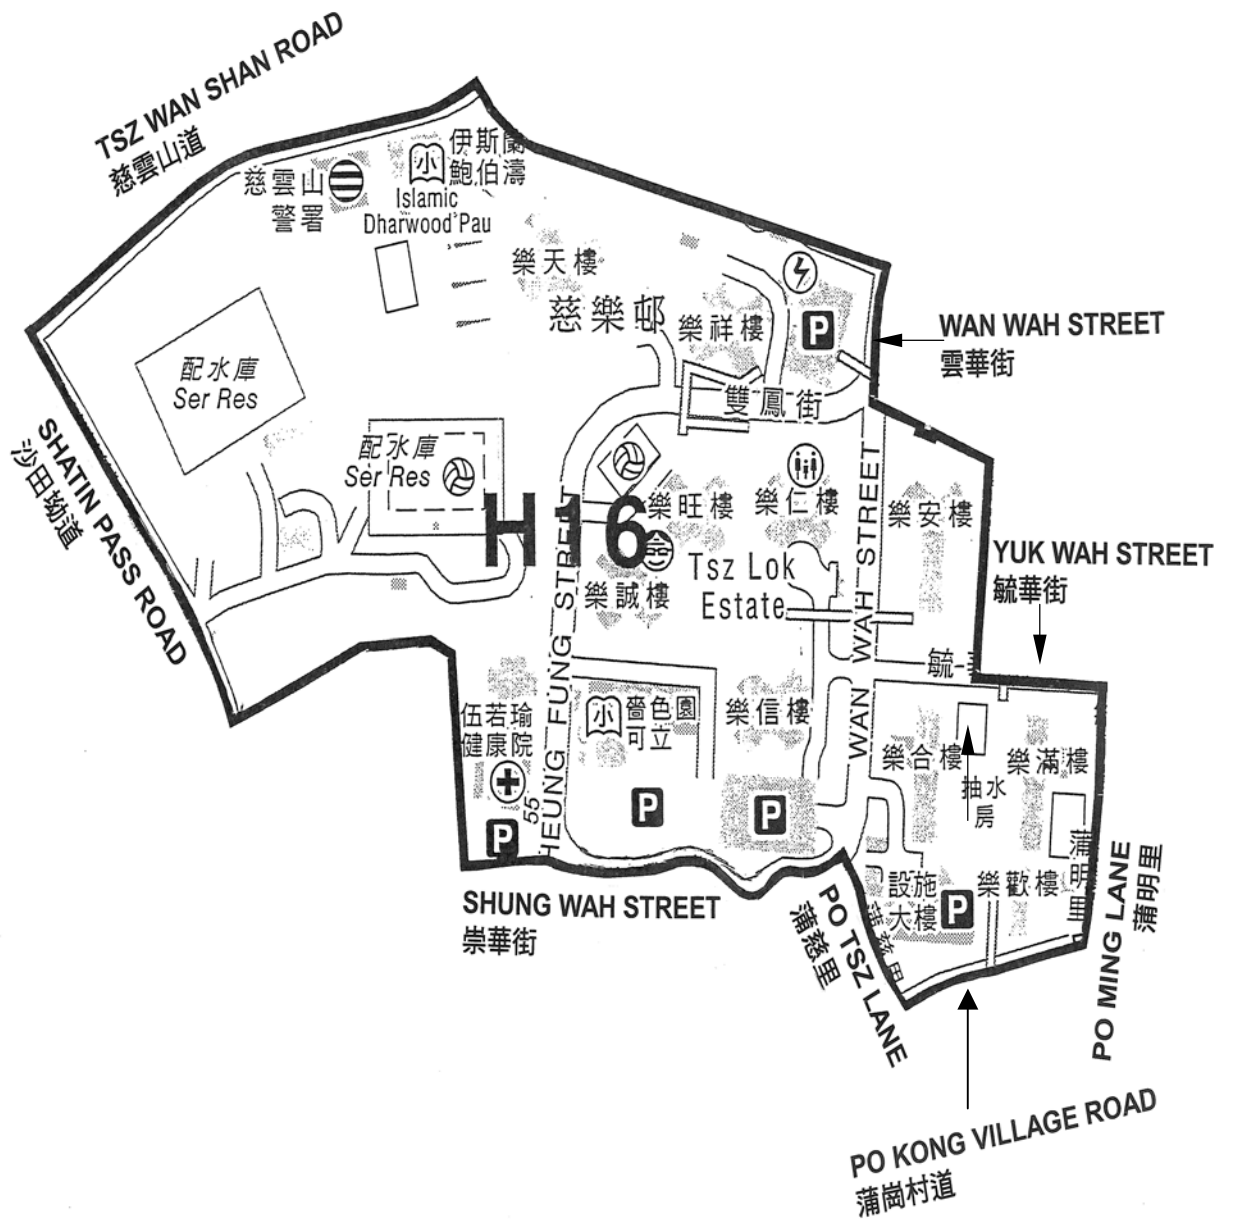 TSZ WAN SHAN ROAD
慈雲山道
伊斯蘭
鮑伯濤
小
慈雲山
警署
Islamic
Dharwood Pau
樂天樓
慈樂邨
樂祥樓
P
WAN WAH STREET
雲華街
配水庫
Ser Res
雙鳳街
SHATIN PASS ROAD
沙田坳道
配水庫
Ser Res
H16
樂旺樓
樂仁樓
樂安樓
WAN WAH STREET
YUK WAH STREET
毓華街
Tsz Lok
Estate
樂誠樓
毓
伍若瑜
健康院
小
嗇色園
可立
樂信樓
樂合樓
樂滿樓
抽水
房
55
HEUNG FUNG STREET
P
P
P
蒲明里
設施
大樓
P
樂歡樓
SHUNG WAH STREET
崇華街
PO TSZ LANE
蒲慈里
蒲慈里
PO MING LANE
蒲明里
PO KONG VILLAGE ROAD
蒲崗村道